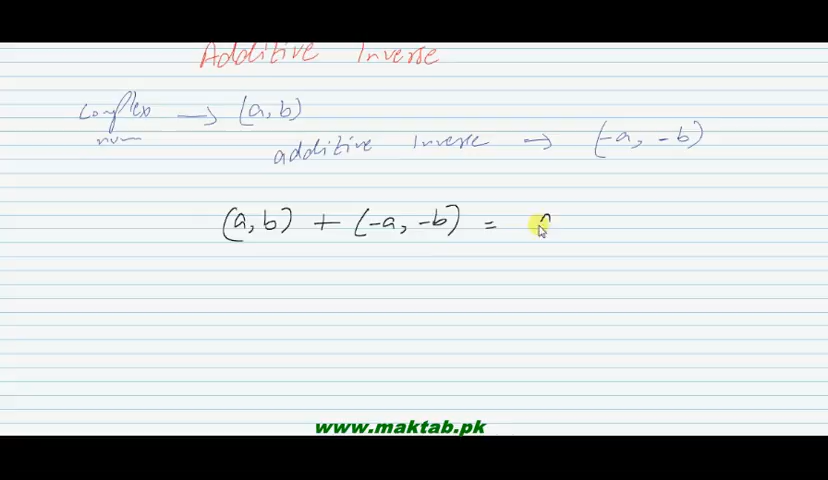 Additive Inverse
Complex → (a, b)
num
additive Inverse → (-a, -b)
(a, b) + (-a, -b) =
www.maktab.pk